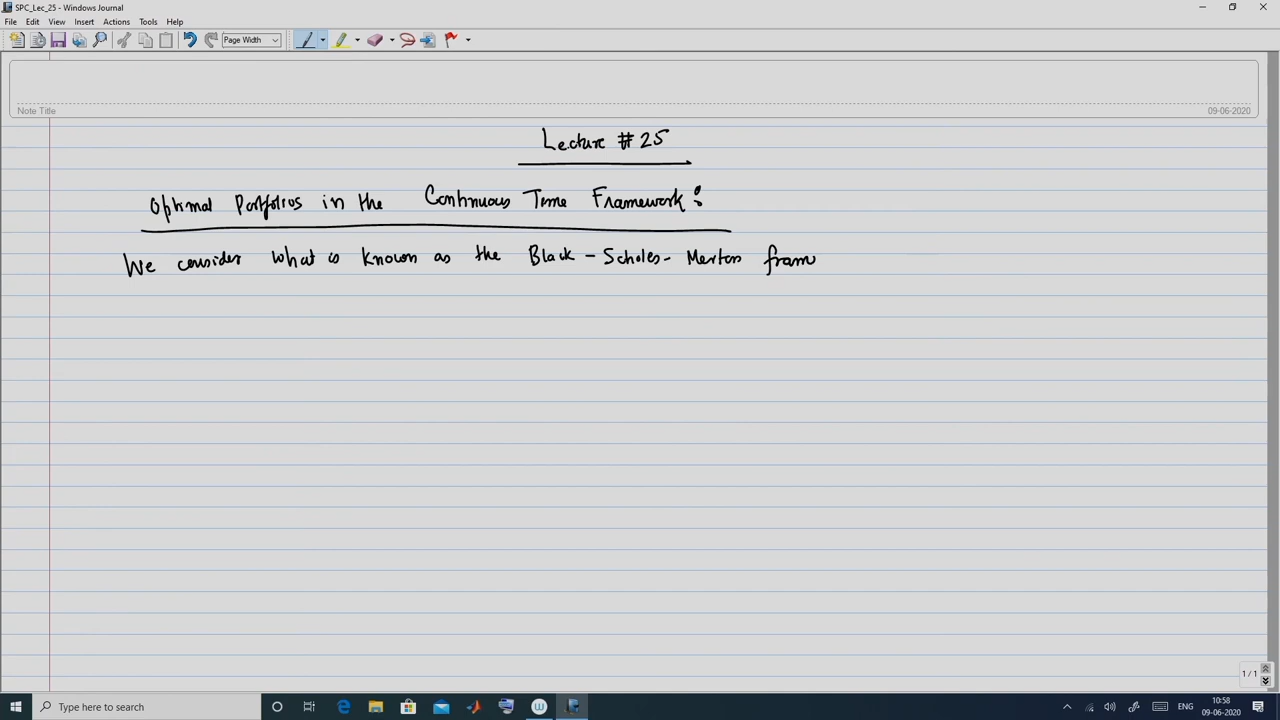 SPC_Lec_25 - Windows Journal
File Edit View Insert Actions Tools Help
Page Width
Note Title
09-06-2020
Lecture # 25
Optimal Portfolios in the Continuous Time Framework :
We consider what is known as the Black - Scholes - Merton fram
1 / 1
Type here to search
ENG
10:58
09-06-2020